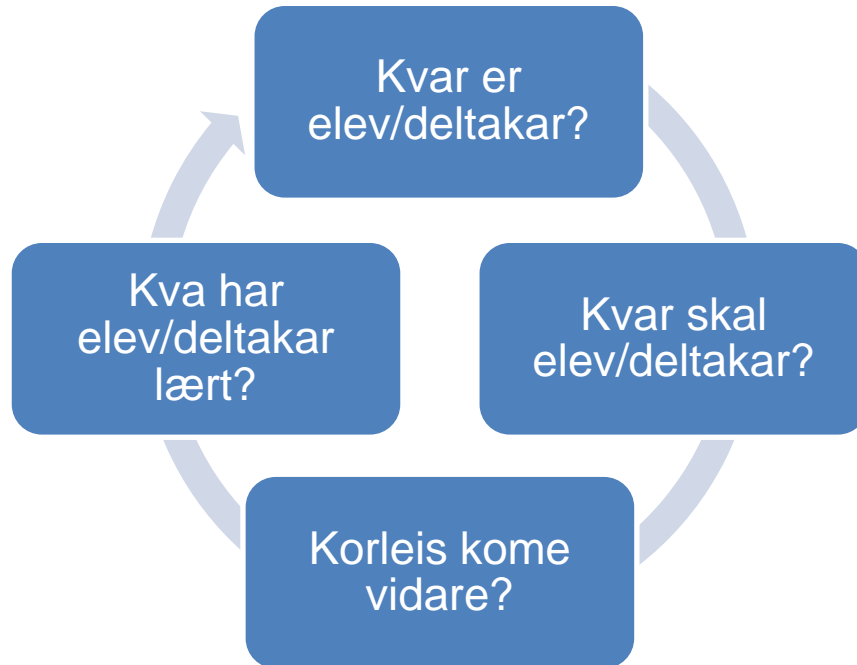 Kvar er
elev/deltakar?
Kvar skal
elev/deltakar?
Korleis kome
vidare?
Kva har
elev/deltakar
lært?